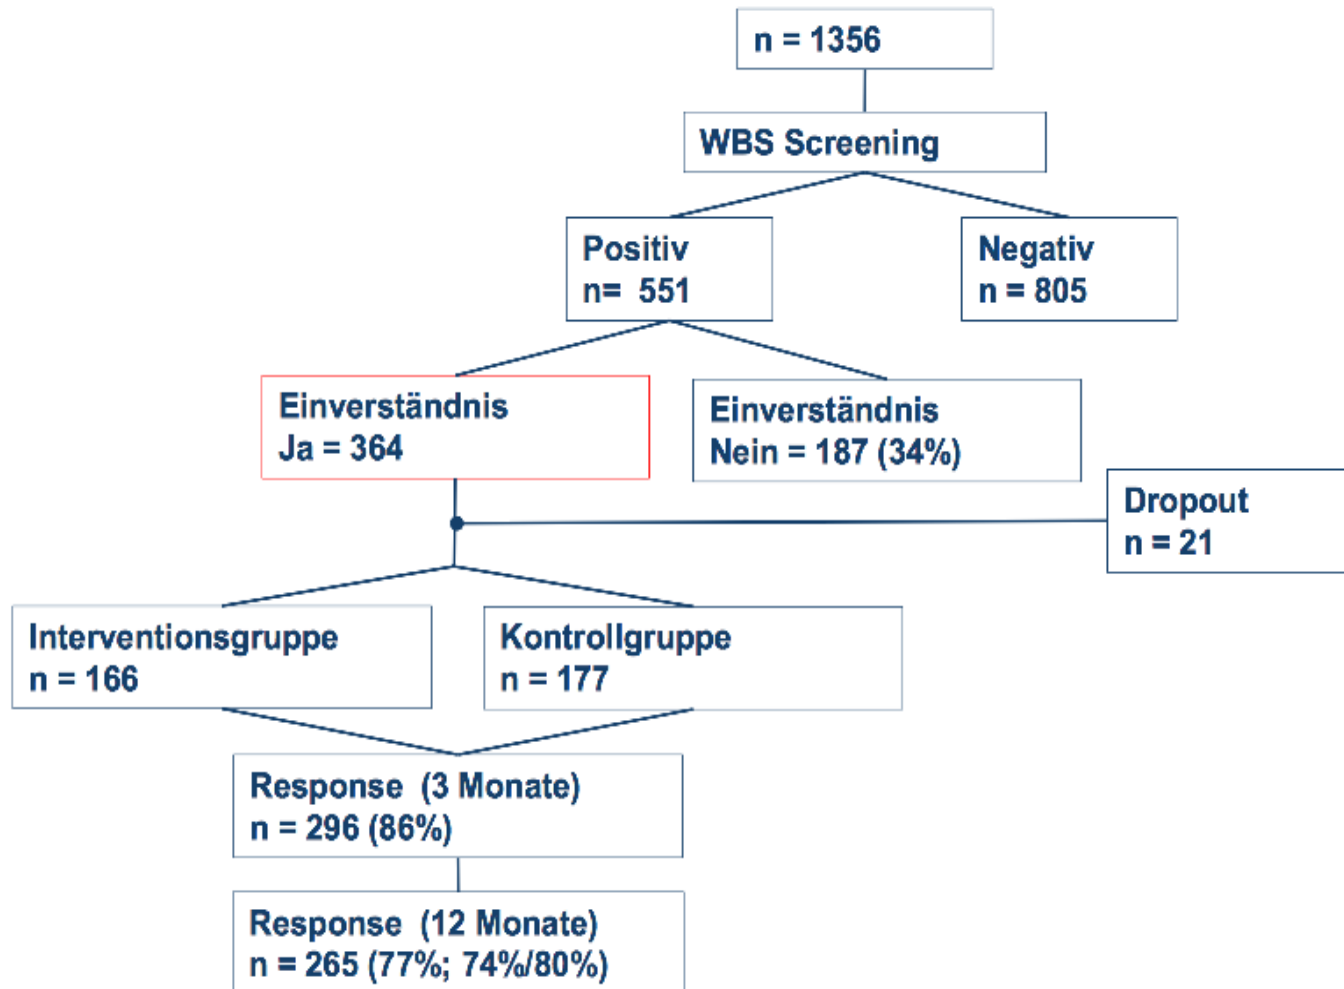 n = 1356
WBS Screening
Positiv
n=  551
Negativ
n = 805
Einverständnis
Ja = 364
Einverständnis
Nein = 187 (34%)
Dropout
n = 21
Interventionsgruppe
n = 166
Kontrollgruppe
n = 177
Response  (3 Monate)
n = 296 (86%)
Response  (12 Monate)
n = 265 (77%; 74%/80%)